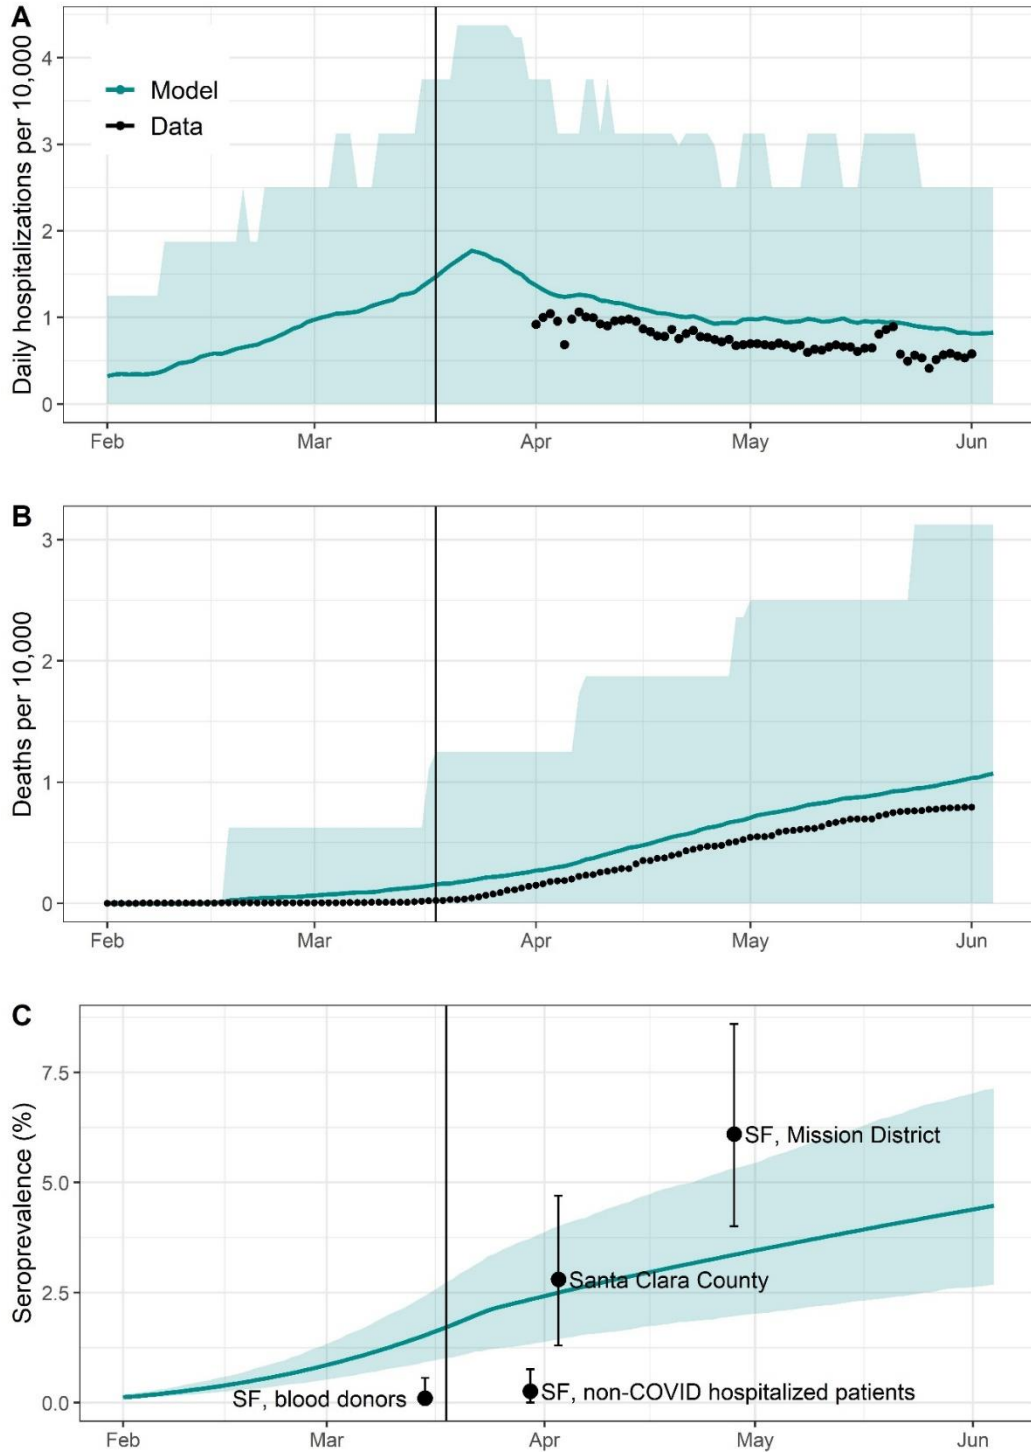 A
Daily hospitalizations per 10,000
4
3
2
1
0
Model
Data
Feb Mar Apr May Jun
B
Deaths per 10,000
3
2
1
0
Feb Mar Apr May Jun
C
Seroprevalence (%)
7.5
5.0
2.5
0.0
SF, Mission District
Santa Clara County
SF, non-COVID hospitalized patients
SF, blood donors
Feb Mar Apr May Jun